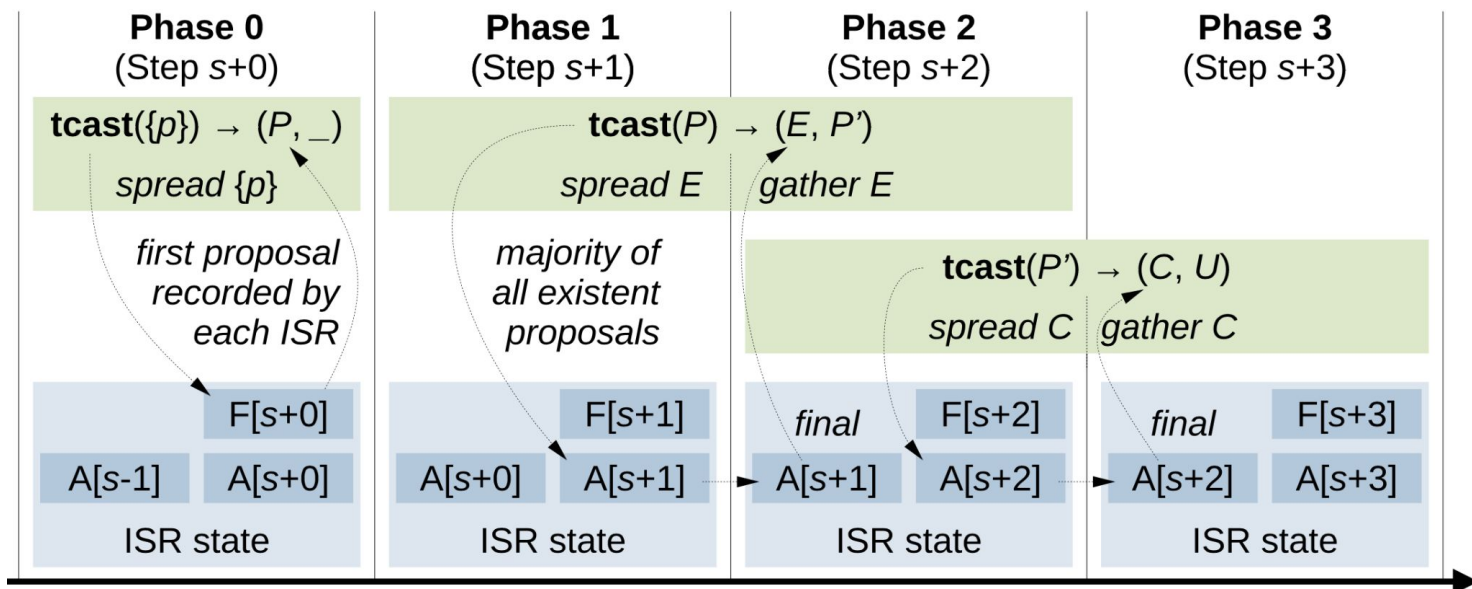 Phase 0
(Step s+0)
Phase 1
(Step s+1)
Phase 2
(Step s+2)
Phase 3
(Step s+3)
tcast({p}) → (P, _)
spread {p}
tcast(P) → (E, P’)
spread E
gather E
first proposal
recorded by
each ISR
majority of
all existent
proposals
tcast(P’) → (C, U)
spread C
gather C
F[s+0]
A[s-1]
A[s+0]
ISR state
F[s+1]
A[s+0]
A[s+1]
ISR state
final
F[s+2]
A[s+1]
A[s+2]
ISR state
final
F[s+3]
A[s+2]
A[s+3]
ISR state